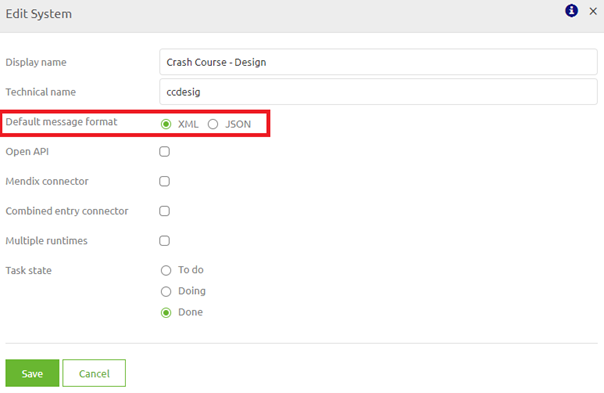 Edit System
Display name Crash Course - Design
Technical name ccdesig
Default message format XML JSON
Open API
Mendix connector
Combined entry connector
Multiple runtimes
Task state To do
Doing
Done
Save Cancel